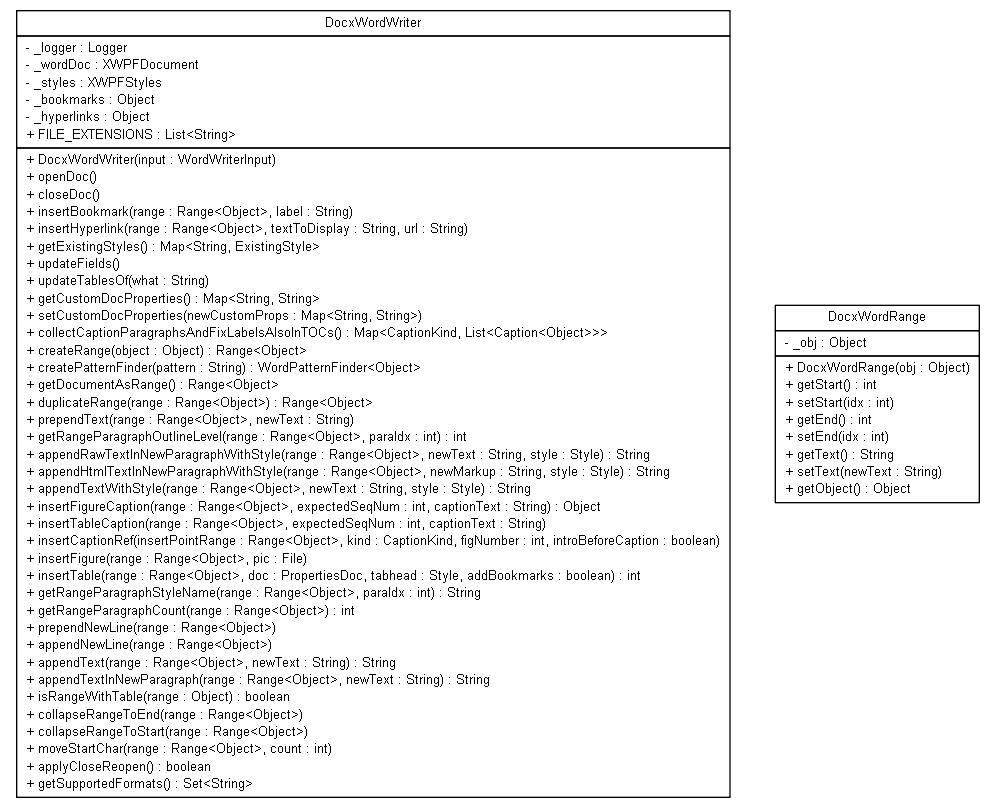 DocxWordWriter
- _logger : Logger
- _wordDoc : XWPFDocument
- _styles : XWPFStyles
- _bookmarks : Object
- _hyperlinks : Object
+ FILE_EXTENSIONS : List<String>
+ DocxWordWriter(input : WordWriterInput)
+ openDoc()
+ closeDoc()
+ insertBookmark(range : Range<Object>, label : String)
+ insertHyperlink(range : Range<Object>, textToDisplay : String, url : String)
+ getExistingStyles() : Map<String, ExistingStyle>
+ updateFields()
+ updateTablesOf(what : String)
+ getCustomDocProperties() : Map<String, String>
+ setCustomDocProperties(newCustomProps : Map<String, String>)
+ collectCaptionParagraphsAndFixLabelsAlsoInTOCs() : Map<CaptionKind, List<Caption<Object>>>
+ createRange(object : Object) : Range<Object>
+ createPatternFinder(pattern : String) : WordPatternFinder<Object>
+ getDocumentAsRange() : Range<Object>
+ duplicateRange(range : Range<Object>) : Range<Object>
+ prependText(range : Range<Object>, newText : String)
+ getRangeParagraphOutlineLevel(range : Range<Object>, paraIdx : int) : int
+ appendRawTextInNewParagraphWithStyle(range : Range<Object>, newText : String, style : Style) : String
+ appendHtmlTextInNewParagraphWithStyle(range : Range<Object>, newMarkup : String, style : Style) : String
+ appendTextWithStyle(range : Range<Object>, newText : String, style : Style) : String
+ insertFigureCaption(range : Range<Object>, expectedSeqNum : int, captionText : String) : Object
+ insertTableCaption(range : Range<Object>, expectedSeqNum : int, captionText : String)
+ insertCaptionRef(insertPointRange : Range<Object>, kind : CaptionKind, figNumber : int, introBeforeCaption : boolean)
+ insertFigure(range : Range<Object>, pic : File)
+ insertTable(range : Range<Object>, doc : PropertiesDoc, tabhead : Style, addBookmarks : boolean) : int
+ getRangeParagraphStyleName(range : Range<Object>, paraIdx : int) : String
+ getRangeParagraphCount(range : Range<Object>) : int
+ prependNewLine(range : Range<Object>)
+ appendNewLine(range : Range<Object>)
+ appendText(range : Range<Object>, newText : String) : String
+ appendTextInNewParagraph(range : Range<Object>, newText : String) : String
+ isRangeWithTable(range : Object) : boolean
+ collapseRangeToEnd(range : Range<Object>)
+ collapseRangeToStart(range : Range<Object>)
+ moveStartChar(range : Range<Object>, count : int)
+ applyCloseReopen() : boolean
+ getSupportedFormats() : Set<String>
DocxWordRange
- _obj : Object
+ DocxWordRange(obj : Object)
+ getStart() : int
+ setStart(idx : int)
+ getEnd() : int
+ setEnd(idx : int)
+ getText() : String
+ setText(newText : String)
+ getObject() : Object